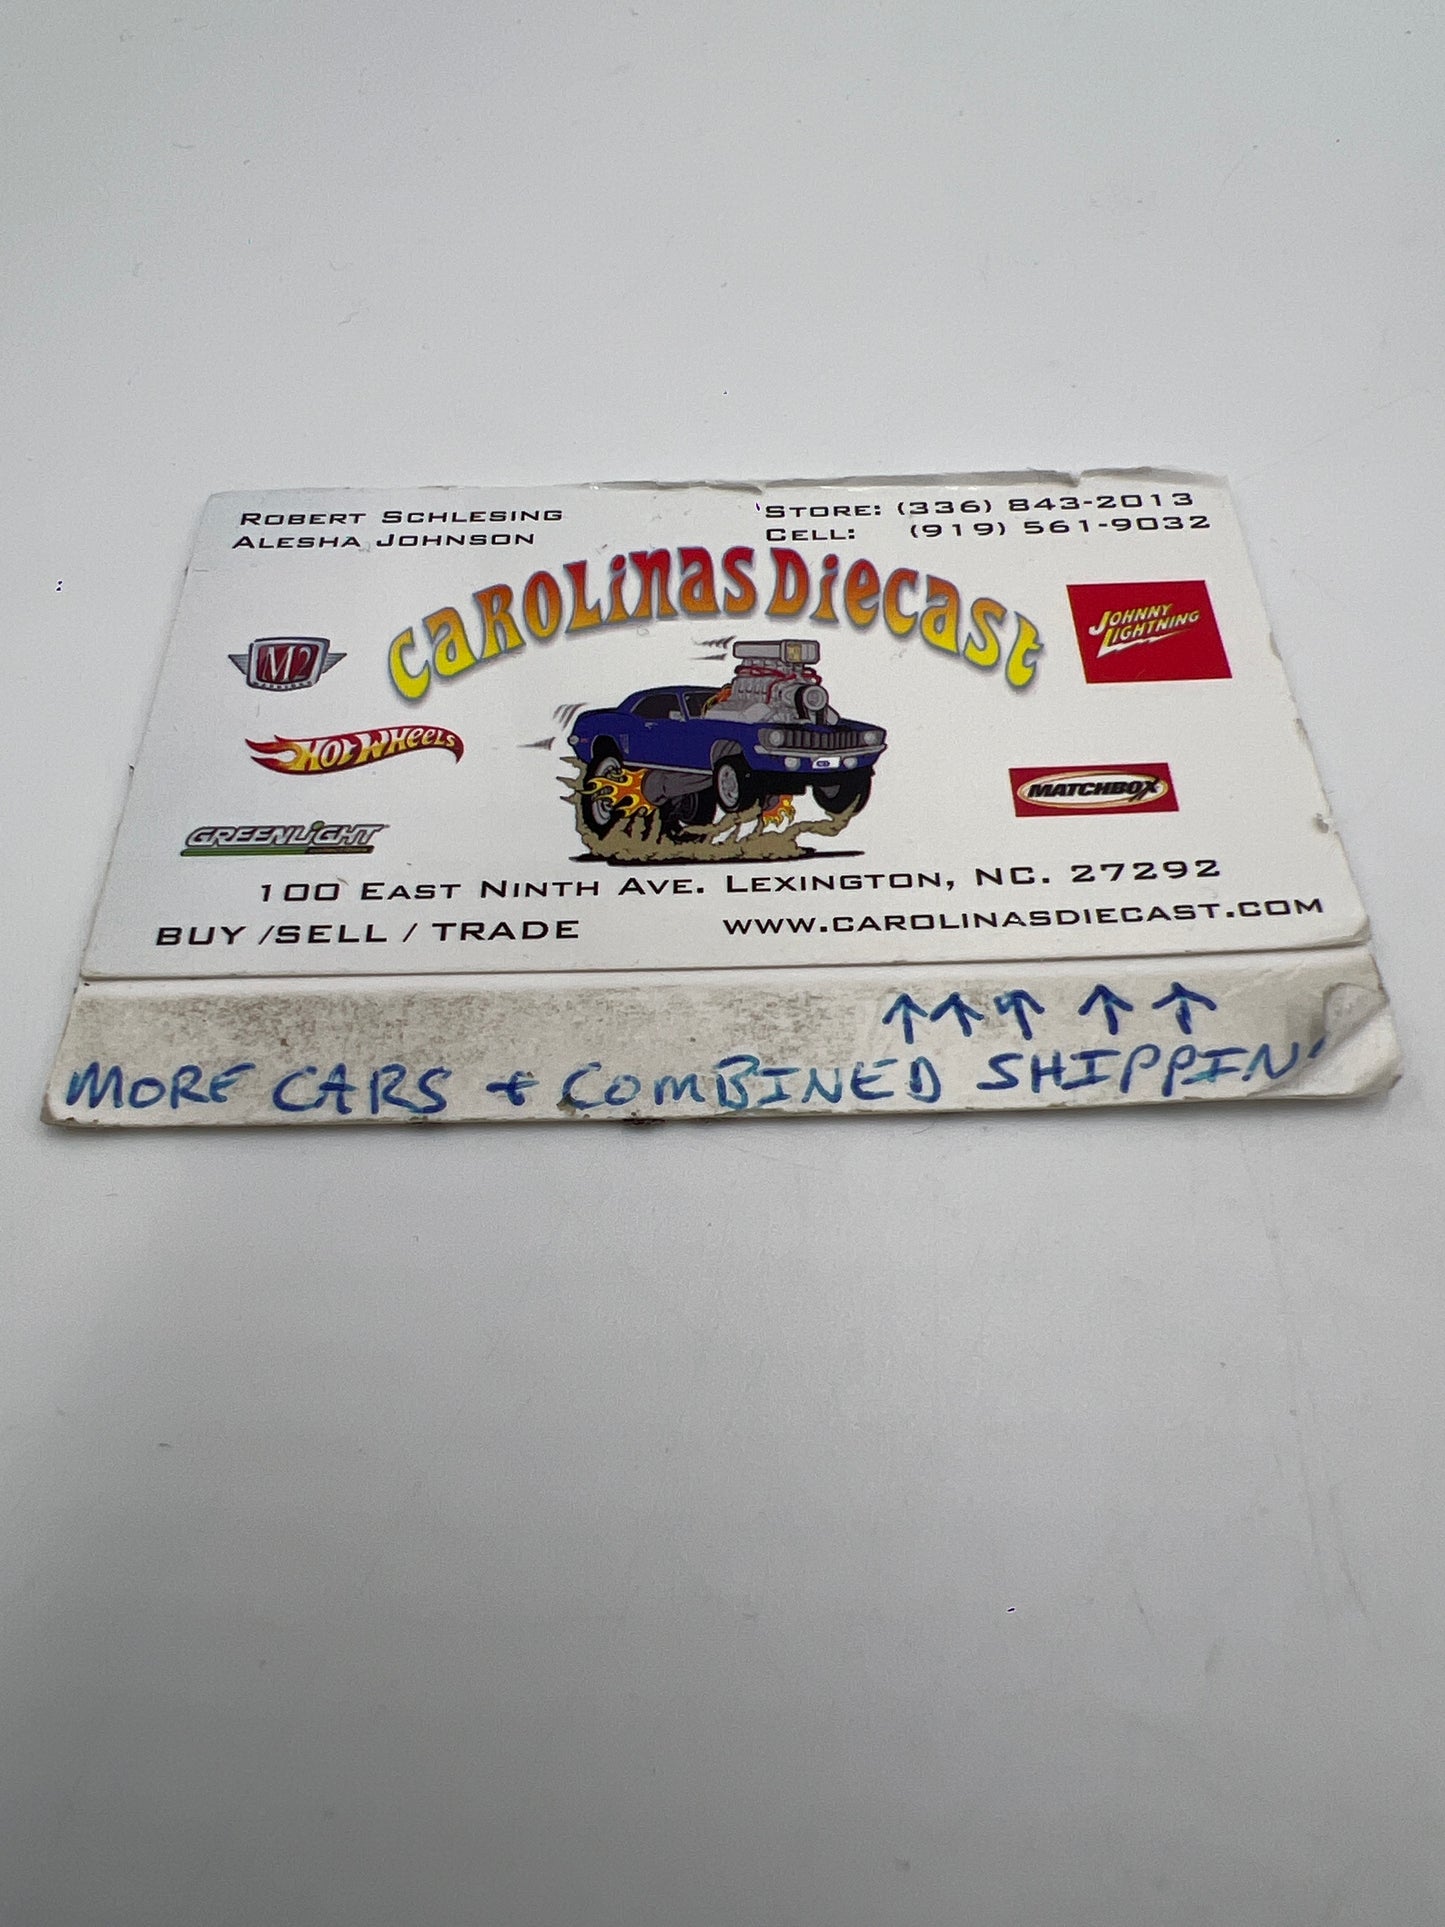 Robert Schlesing
Alesha Johnson
Store: (336) 843-2013
Cell: (919) 561-9032
Carolinas Diecast
M2
Johnny Lightning
Hot Wheels
Matchbox
GREENLiGHT
100 East Ninth Ave. Lexington, NC. 27292
BUY /SELL / TRADE
www.carolinasdiecast.com
↑↑↑ ↑ ↑
MORE CARS + COMBINED SHIPPIN